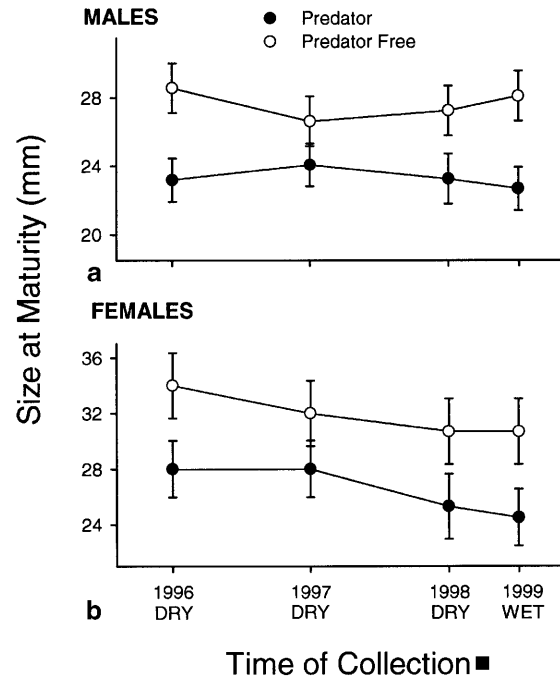 MALES
Predator
Predator Free
28
24
20
a
Size at Maturity (mm)
FEMALES
36
32
28
24
b
1996 1997 1998 1999
DRY DRY DRY WET
Time of Collection